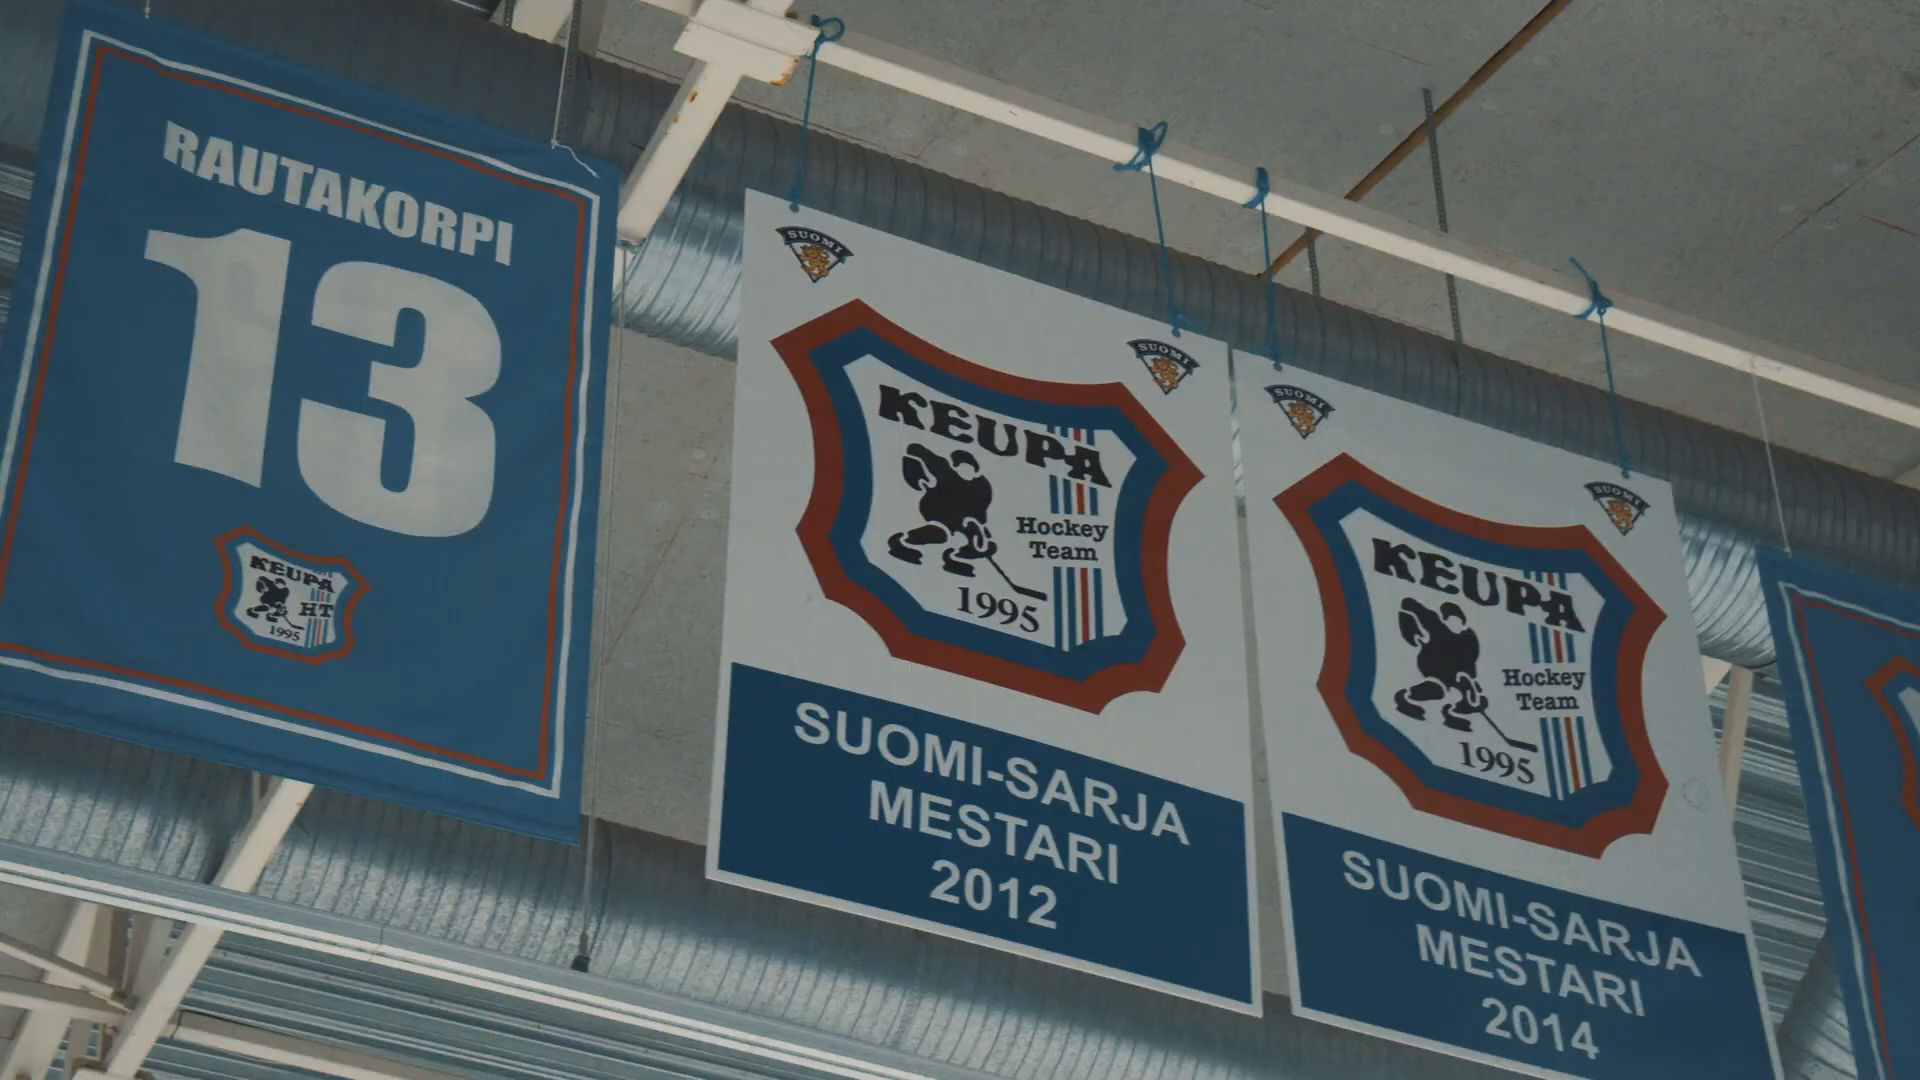 RAUTAKORPI
13
KEUPA
HT
1995
SUOMI
SUOMI
KEUPA
Hockey
Team
1995
SUOMI-SARJA
MESTARI
2012
SUOMI
SUOMI
KEUPA
Hockey
Team
1995
SUOMI-SARJA
MESTARI
2014